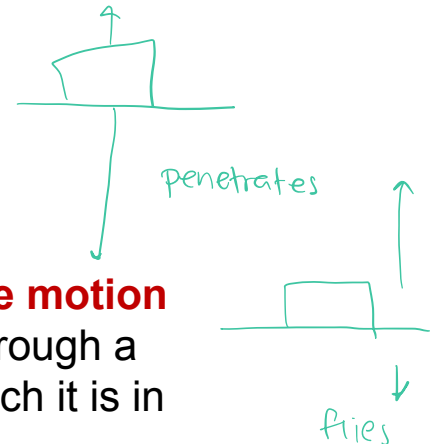 penetrates
e motion
rough a
ch it is in
flies